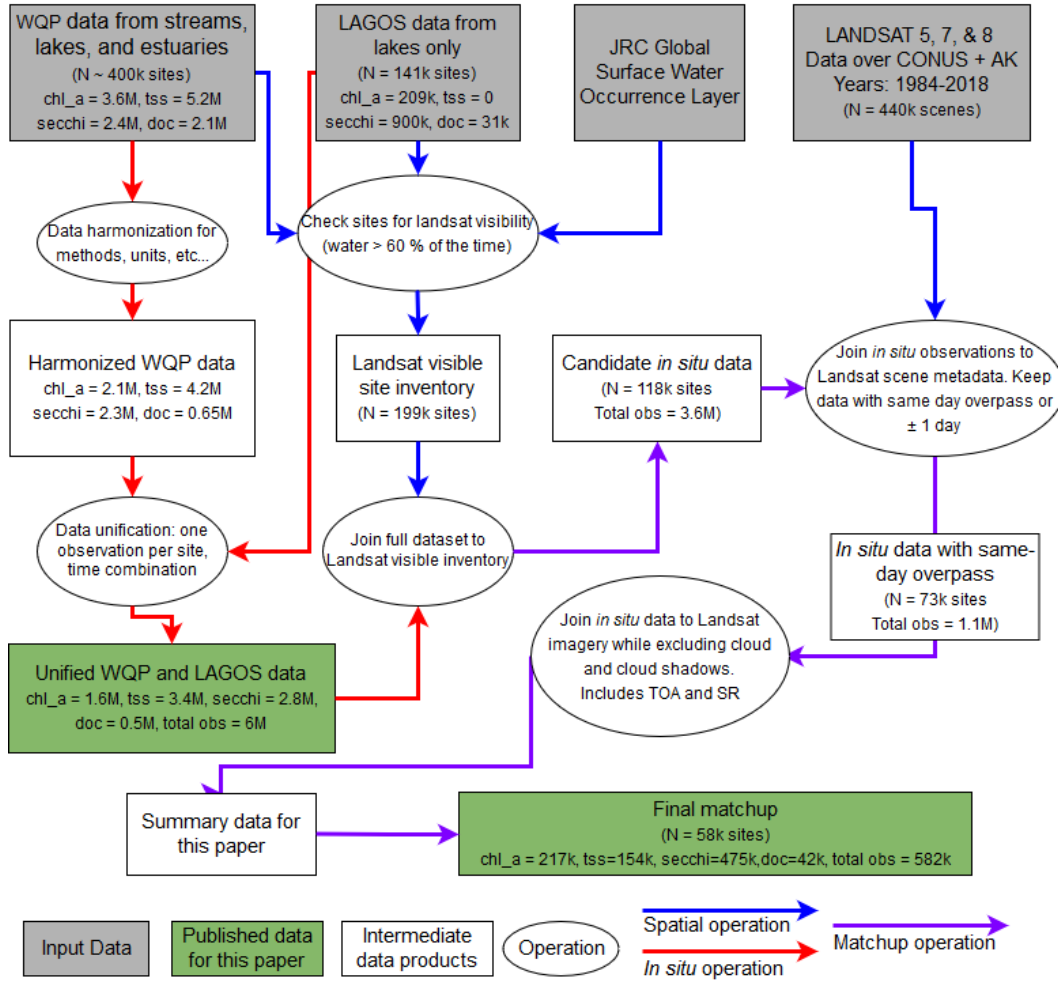 WQP data from streams,
lakes, and estuaries
(N ~ 400k sites)
chl_a = 3.6M, tss = 5.2M
secchi = 2.4M, doc = 2.1M
LAGOS data from
lakes only
(N = 141k sites)
chl_a = 209k, tss = 0
secchi = 900k, doc = 31k
JRC Global
Surface Water
Occurrence Layer
LANDSAT 5, 7, & 8
Data over CONUS + AK
Years: 1984-2018
(N = 440k scenes)
Data harmonization for
methods, units, etc...
Check sites for landsat visibility
(water > 60 % of the time)
Harmonized WQP data
chl_a = 2.1M, tss = 4.2M
secchi = 2.3M, doc = 0.65M
Landsat visible
site inventory
(N = 199k sites)
Candidate in situ data
(N = 118k sites
Total obs = 3.6M)
Join in situ observations to
Landsat scene metadata. Keep
data with same day overpass or
± 1 day
Data unification: one
observation per site,
time combination
Join full dataset to
Landsat visible inventory
In situ data with same-
day overpass
(N = 73k sites
Total obs = 1.1M)
Join in situ data to Landsat
imagery while excluding cloud
and cloud shadows.
Includes TOA and SR
Unified WQP and LAGOS data
chl_a = 1.6M, tss = 3.4M, secchi = 2.8M,
doc = 0.5M, total obs = 6M
Summary data for
this paper
Final matchup
(N = 58k sites)
chl_a = 217k, tss=154k, secchi=475k,doc=42k, total obs = 582k
Input Data
Published data
for this paper
Intermediate
data products
Operation
Spatial operation
In situ operation
Matchup operation